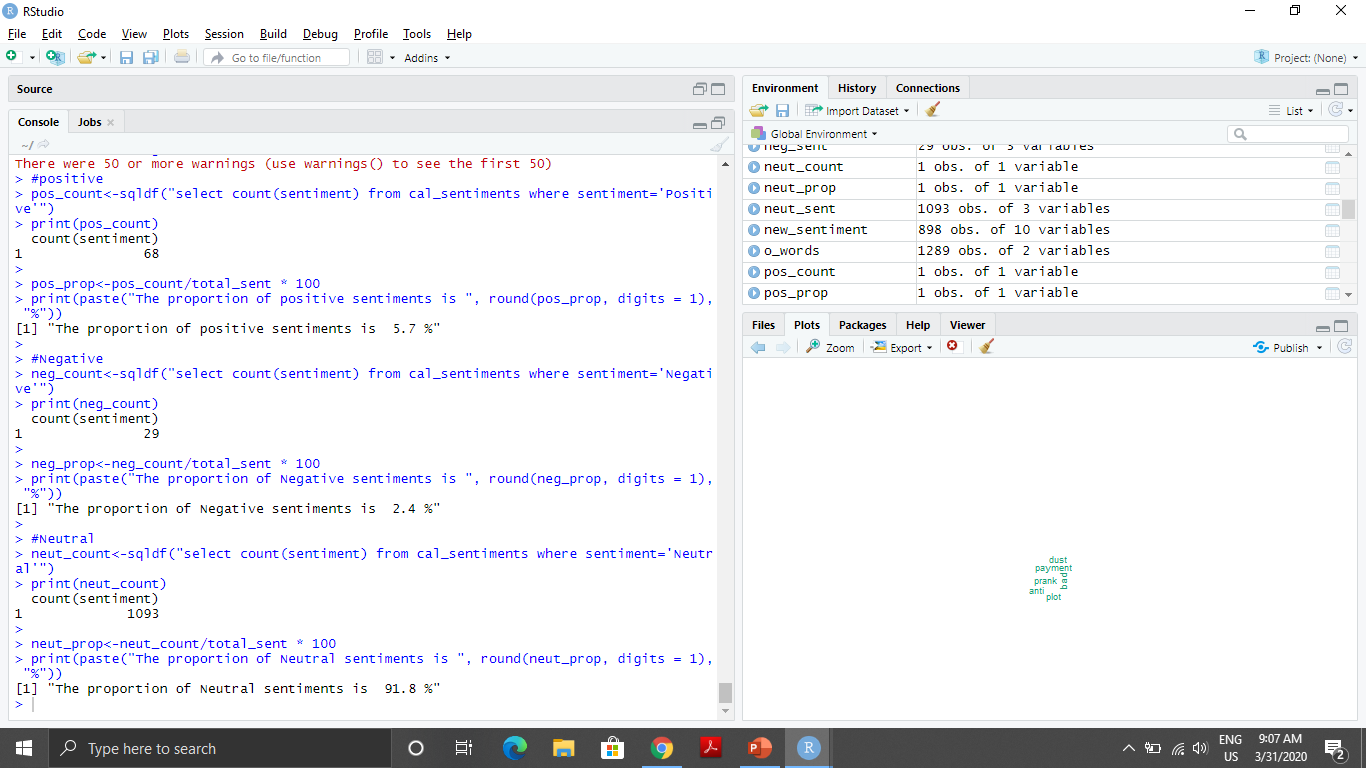 RStudio
File Edit Code View Plots Session Build Debug Profile Tools Help
Go to file/function Addins Project: (None)
Source
Console Jobs
~/
There were 50 or more warnings (use warnings() to see the first 50)
> #positive
> pos_count<-sqldf("select count(sentiment) from cal_sentiments where sentiment='Positi
ve'")
> print(pos_count)
count(sentiment)
1 68
>
> pos_prop<-pos_count/total_sent * 100
> print(paste("The proportion of positive sentiments is ", round(pos_prop, digits = 1),
"%"))
[1] "The proportion of positive sentiments is  5.7 %"
>
> #Negative
> neg_count<-sqldf("select count(sentiment) from cal_sentiments where sentiment='Negati
ve'")
> print(neg_count)
count(sentiment)
1 29
>
> neg_prop<-neg_count/total_sent * 100
> print(paste("The proportion of Negative sentiments is ", round(neg_prop, digits = 1),
"%"))
[1] "The proportion of Negative sentiments is  2.4 %"
>
> #Neutral
> neut_count<-sqldf("select count(sentiment) from cal_sentiments where sentiment='Neutr
al'")
> print(neut_count)
count(sentiment)
1 1093
>
> neut_prop<-neut_count/total_sent * 100
> print(paste("The proportion of Neutral sentiments is ", round(neut_prop, digits = 1),
"%"))
[1] "The proportion of Neutral sentiments is  91.8 %"
>
Environment History Connections
Import Dataset List
Global Environment
neg_sent 29 obs. of 3 variables
neut_count 1 obs. of 1 variable
neut_prop 1 obs. of 1 variable
neut_sent 1093 obs. of 3 variables
new_sentiment 898 obs. of 10 variables
o_words 1289 obs. of 2 variables
pos_count 1 obs. of 1 variable
pos_prop 1 obs. of 1 variable
Files Plots Packages Help Viewer
Zoom Export Publish
dust
payment
prank bad
anti
plot
Type here to search
ENG 9:07 AM
US 3/31/2020 2